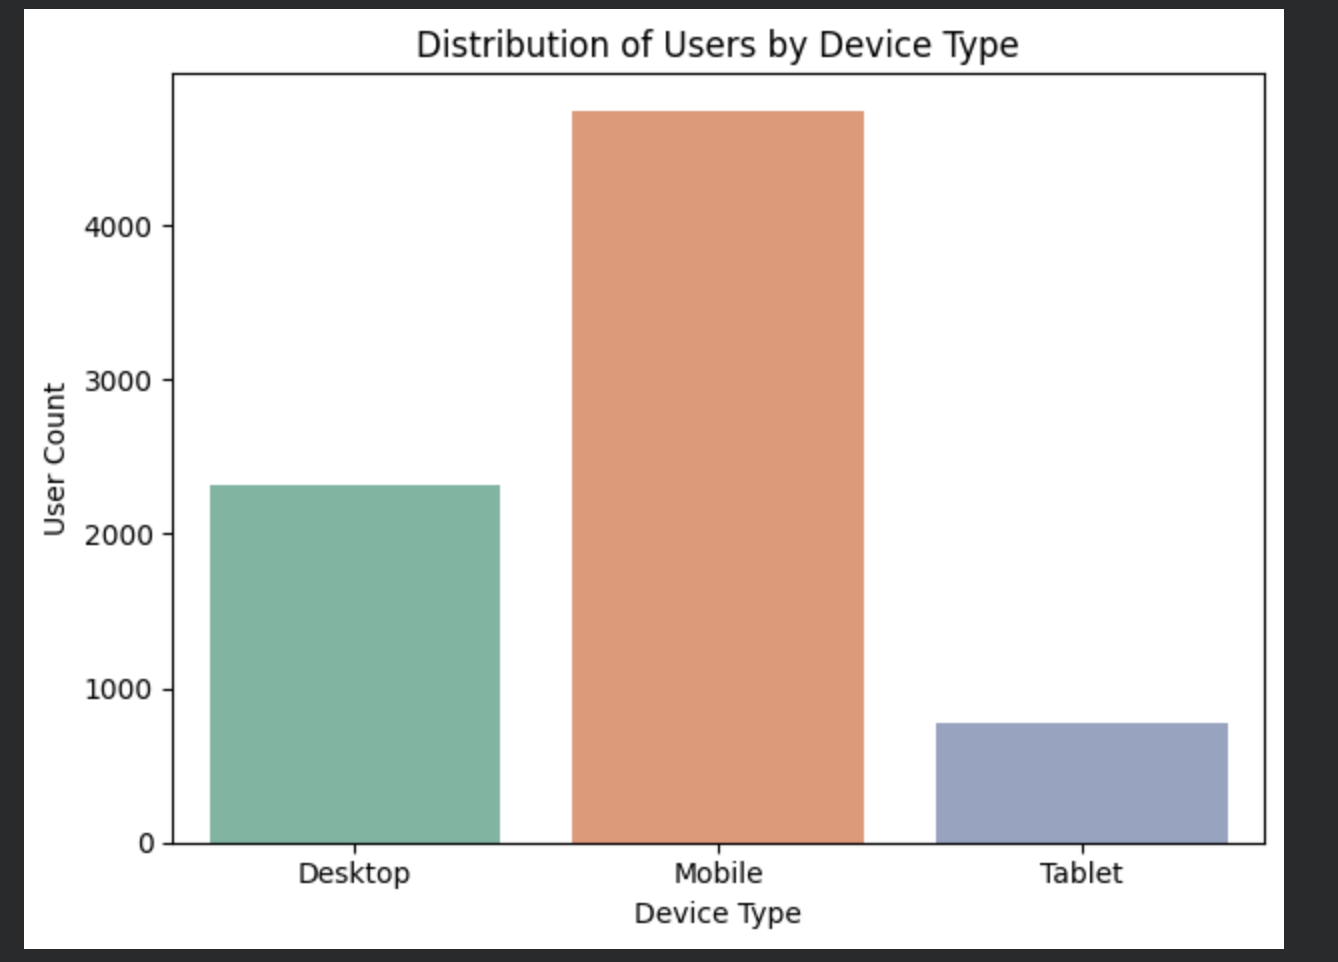 Distribution of Users by Device Type
User Count
4000
3000
2000
1000
0
Desktop Mobile Tablet
Device Type